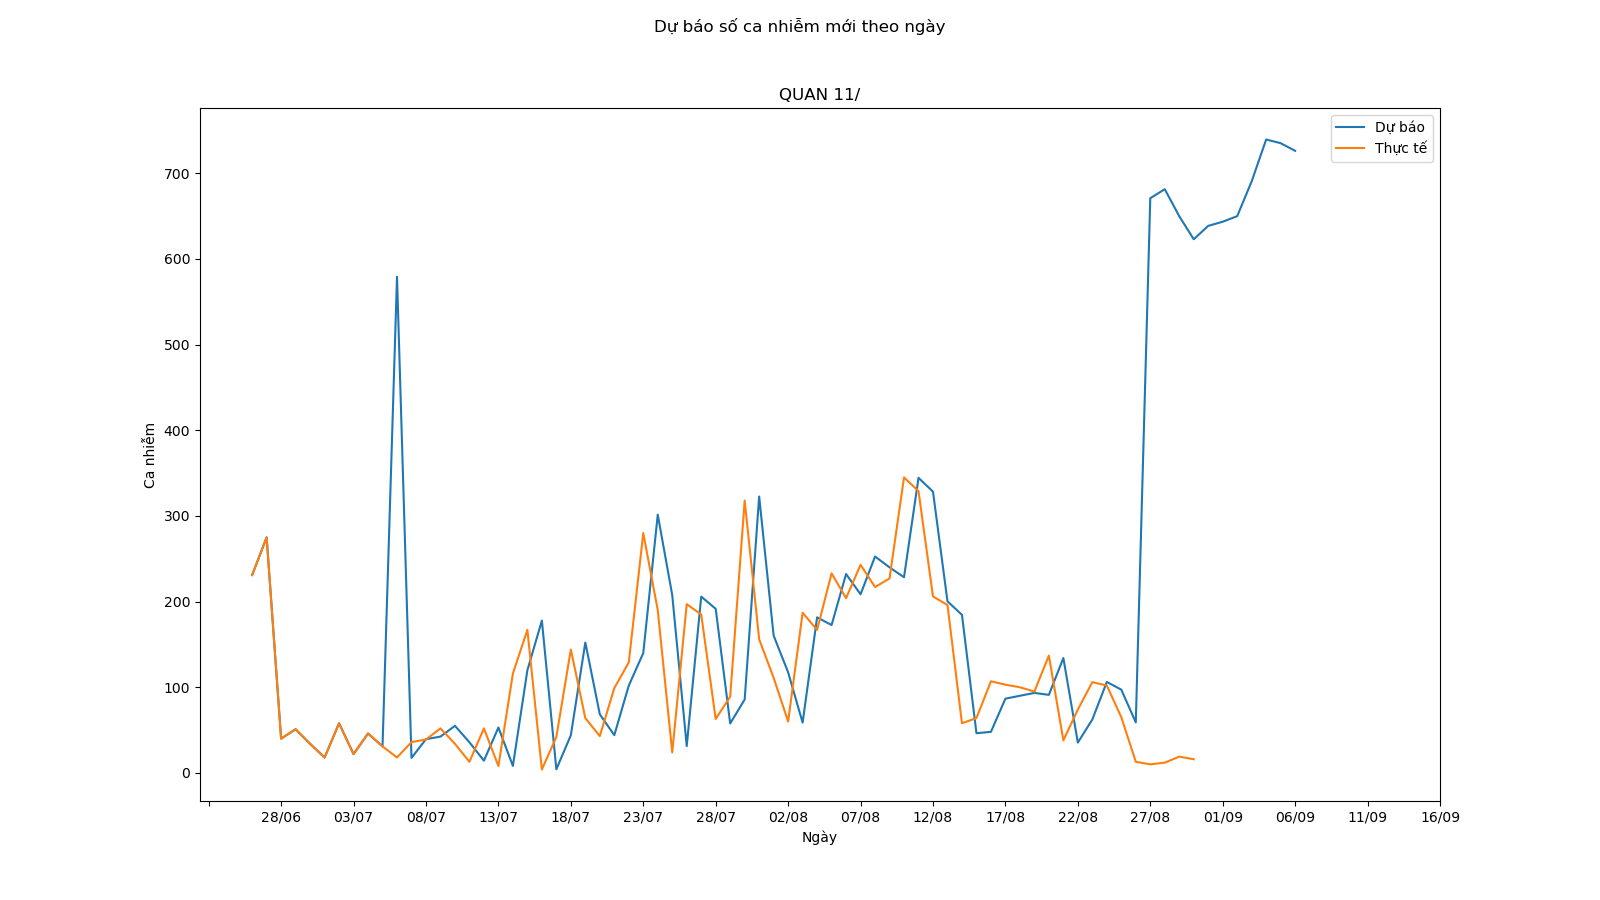 Dự báo số ca nhiễm mới theo ngày
QUAN 11/
Dự báo
Thực tế
700
600
500
400
300
200
100
0
Ca nhiễm
28/06 03/07 08/07 13/07 18/07 23/07 28/07 02/08 07/08 12/08 17/08 22/08 27/08 01/09 06/09 11/09 16/09
Ngày